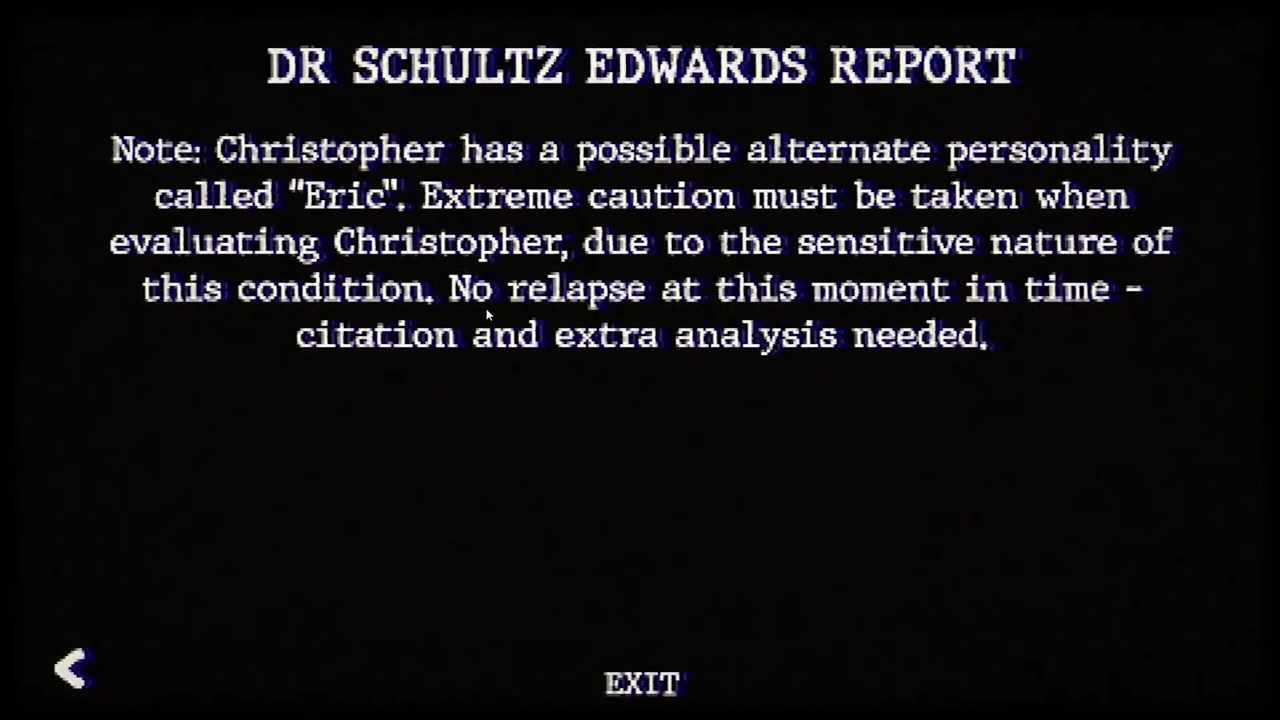 DR SCHULTZ EDWARDS REPORT
Note: Christopher has a possible alternate personality
called "Eric". Extreme caution must be taken when
evaluating Christopher, due to the sensitive nature of
this condition. No relapse at this moment in time -
citation and extra analysis needed.
<
EXIT